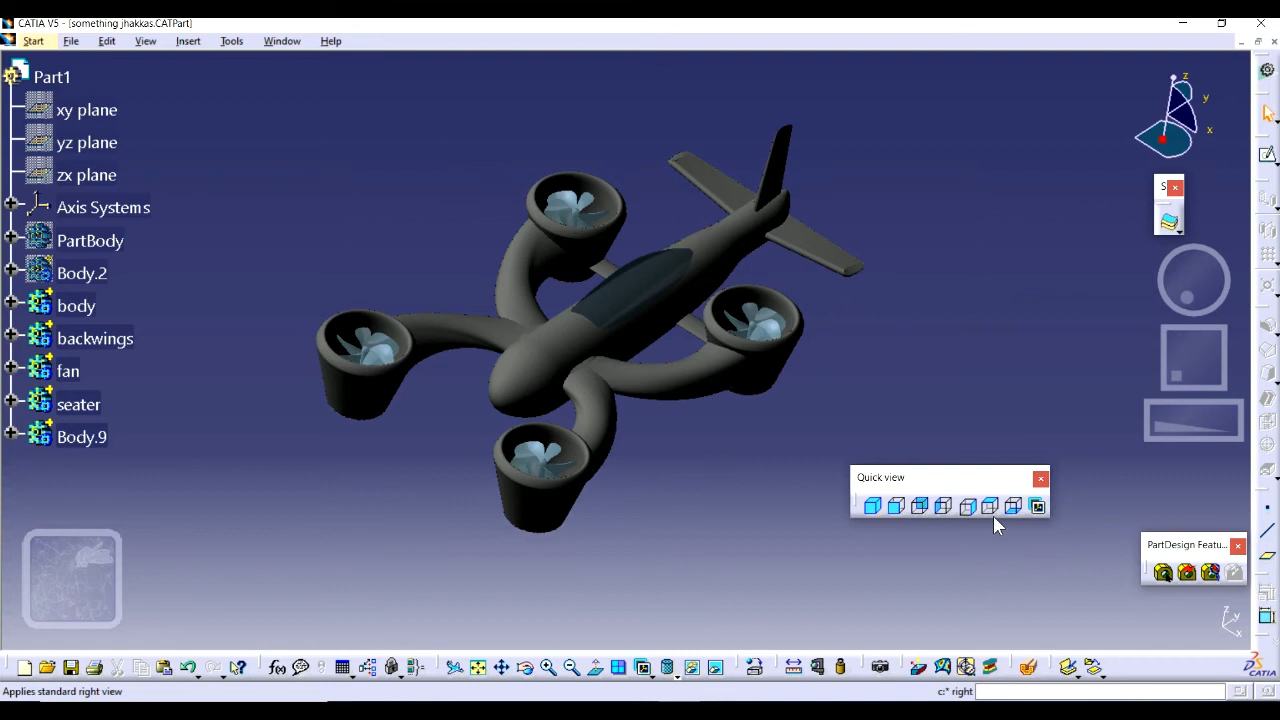 CATIA V5 - [something jhakkas.CATPart]
Start File Edit View Insert Tools Window Help
Part1
xy plane
yz plane
zx plane
Axis Systems
PartBody
Body.2
body
backwings
fan
seater
Body.9
z
y
x
S
Quick view
PartDesign Featu...
z
y
x
f(x)
CATIA
Applies standard right view
c:* right